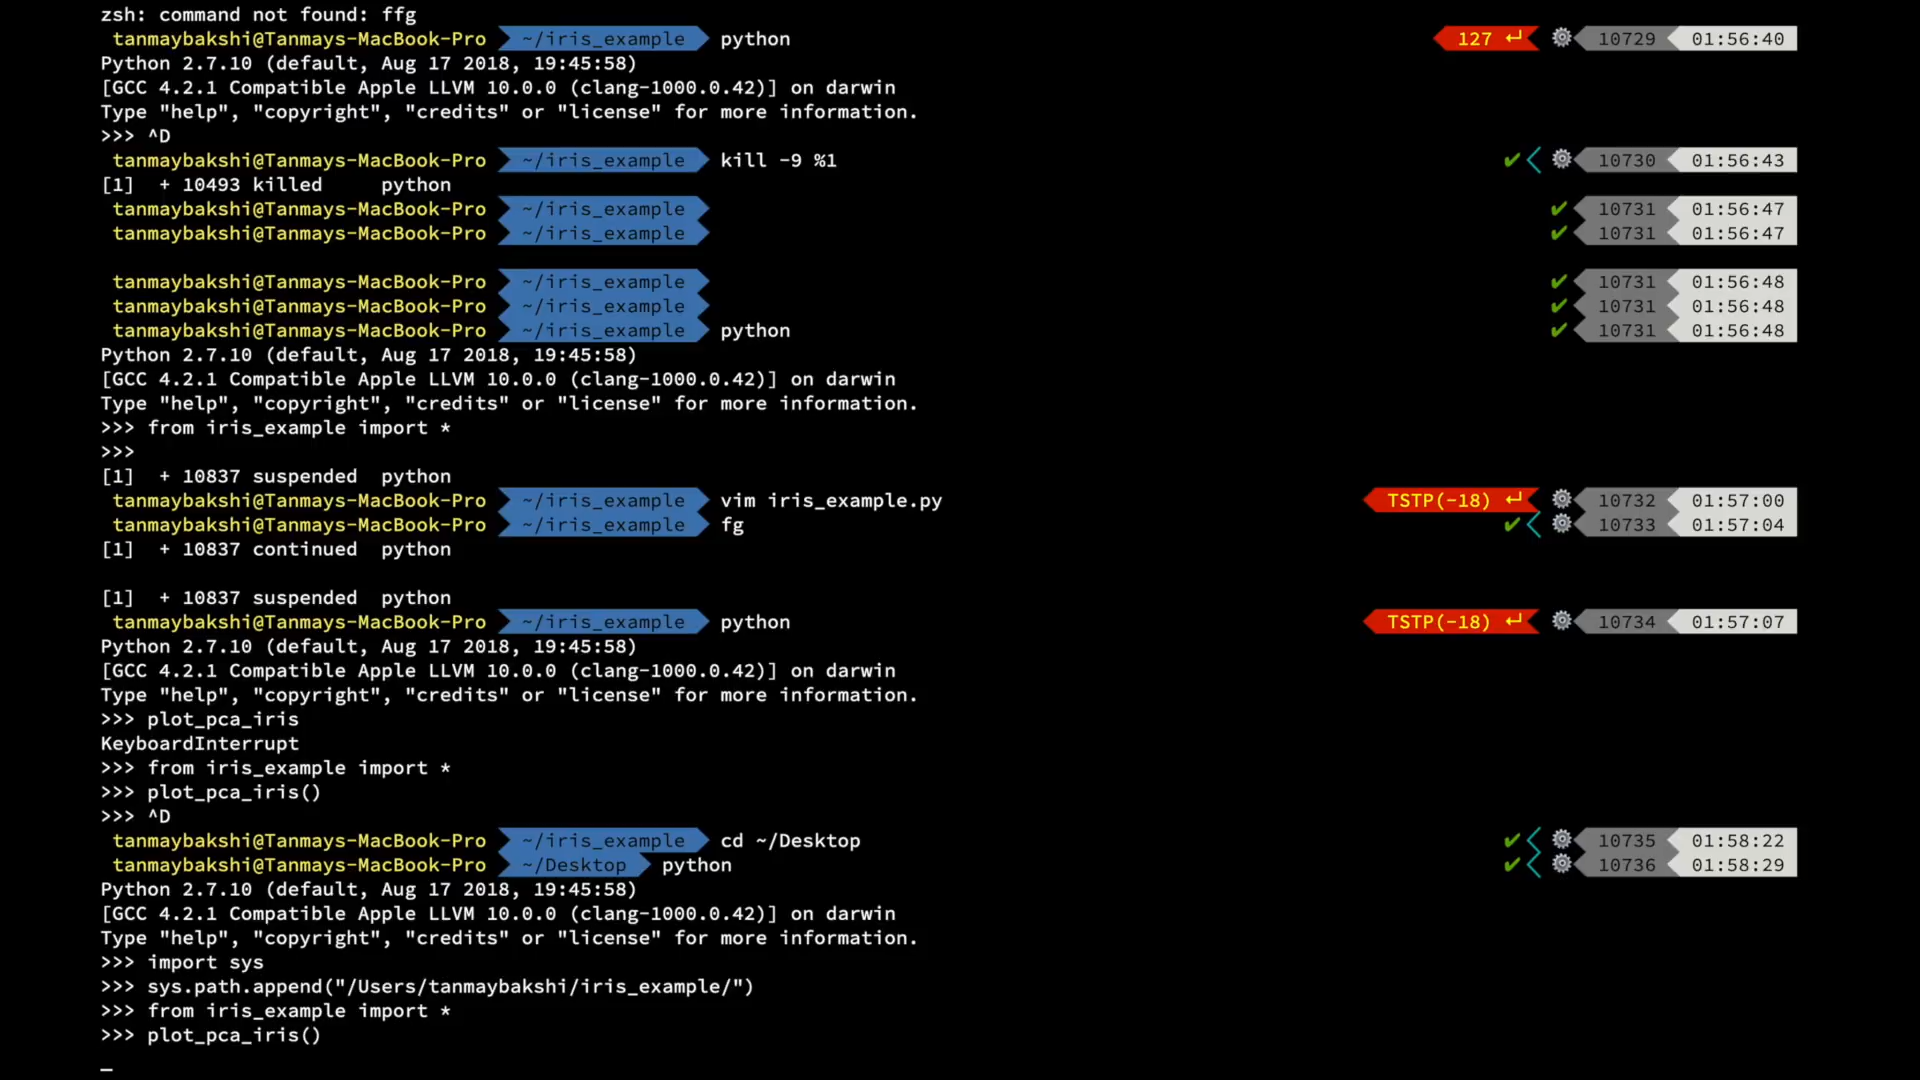 zsh: command not found: ffg
tanmaybakshi@Tanmays-MacBook-Pro ~/iris_example python 127 ↵ ⚙ 10729 01:56:40
Python 2.7.10 (default, Aug 17 2018, 19:45:58)
[GCC 4.2.1 Compatible Apple LLVM 10.0.0 (clang-1000.0.42)] on darwin
Type "help", "copyright", "credits" or "license" for more information.
>>> ^D
tanmaybakshi@Tanmays-MacBook-Pro ~/iris_example kill -9 %1 ✔ ⚙ 10730 01:56:43
[1]  + 10493 killed     python
tanmaybakshi@Tanmays-MacBook-Pro ~/iris_example ✔ 10731 01:56:47
tanmaybakshi@Tanmays-MacBook-Pro ~/iris_example ✔ 10731 01:56:47
tanmaybakshi@Tanmays-MacBook-Pro ~/iris_example ✔ 10731 01:56:48
tanmaybakshi@Tanmays-MacBook-Pro ~/iris_example ✔ 10731 01:56:48
tanmaybakshi@Tanmays-MacBook-Pro ~/iris_example python ✔ 10731 01:56:48
Python 2.7.10 (default, Aug 17 2018, 19:45:58)
[GCC 4.2.1 Compatible Apple LLVM 10.0.0 (clang-1000.0.42)] on darwin
Type "help", "copyright", "credits" or "license" for more information.
>>> from iris_example import *
>>>
[1]  + 10837 suspended  python
tanmaybakshi@Tanmays-MacBook-Pro ~/iris_example vim iris_example.py TSTP(-18) ↵ ⚙ 10732 01:57:00
tanmaybakshi@Tanmays-MacBook-Pro ~/iris_example fg ✔ ⚙ 10733 01:57:04
[1]  + 10837 continued  python
[1]  + 10837 suspended  python
tanmaybakshi@Tanmays-MacBook-Pro ~/iris_example python TSTP(-18) ↵ ⚙ 10734 01:57:07
Python 2.7.10 (default, Aug 17 2018, 19:45:58)
[GCC 4.2.1 Compatible Apple LLVM 10.0.0 (clang-1000.0.42)] on darwin
Type "help", "copyright", "credits" or "license" for more information.
>>> plot_pca_iris
KeyboardInterrupt
>>> from iris_example import *
>>> plot_pca_iris()
>>> ^D
tanmaybakshi@Tanmays-MacBook-Pro ~/iris_example cd ~/Desktop ✔ ⚙ 10735 01:58:22
tanmaybakshi@Tanmays-MacBook-Pro ~/Desktop python ✔ ⚙ 10736 01:58:29
Python 2.7.10 (default, Aug 17 2018, 19:45:58)
[GCC 4.2.1 Compatible Apple LLVM 10.0.0 (clang-1000.0.42)] on darwin
Type "help", "copyright", "credits" or "license" for more information.
>>> import sys
>>> sys.path.append("/Users/tanmaybakshi/iris_example/")
>>> from iris_example import *
>>> plot_pca_iris()